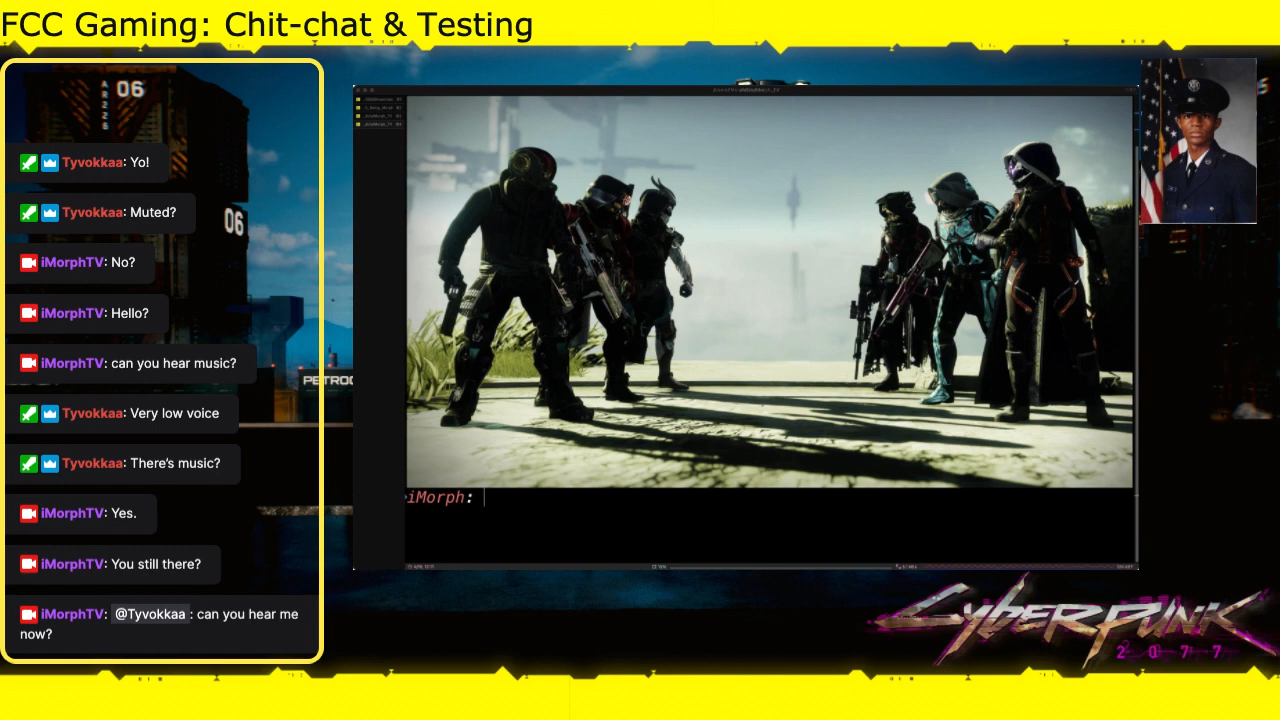 FCC Gaming: Chit-chat & Testing
AR226
06
06
Tyvokkaa: Yo!
Tyvokkaa: Muted?
iMorphTV: No?
iMorphTV: Hello?
iMorphTV: can you hear music?
PETROC
Tyvokkaa: Very low voice
Tyvokkaa: There's music?
iMorphTV: Yes.
iMorphTV: You still there?
iMorphTV: @Tyvokkaa : can you hear me
now?
iMorph:
CYBERPUNK
2077